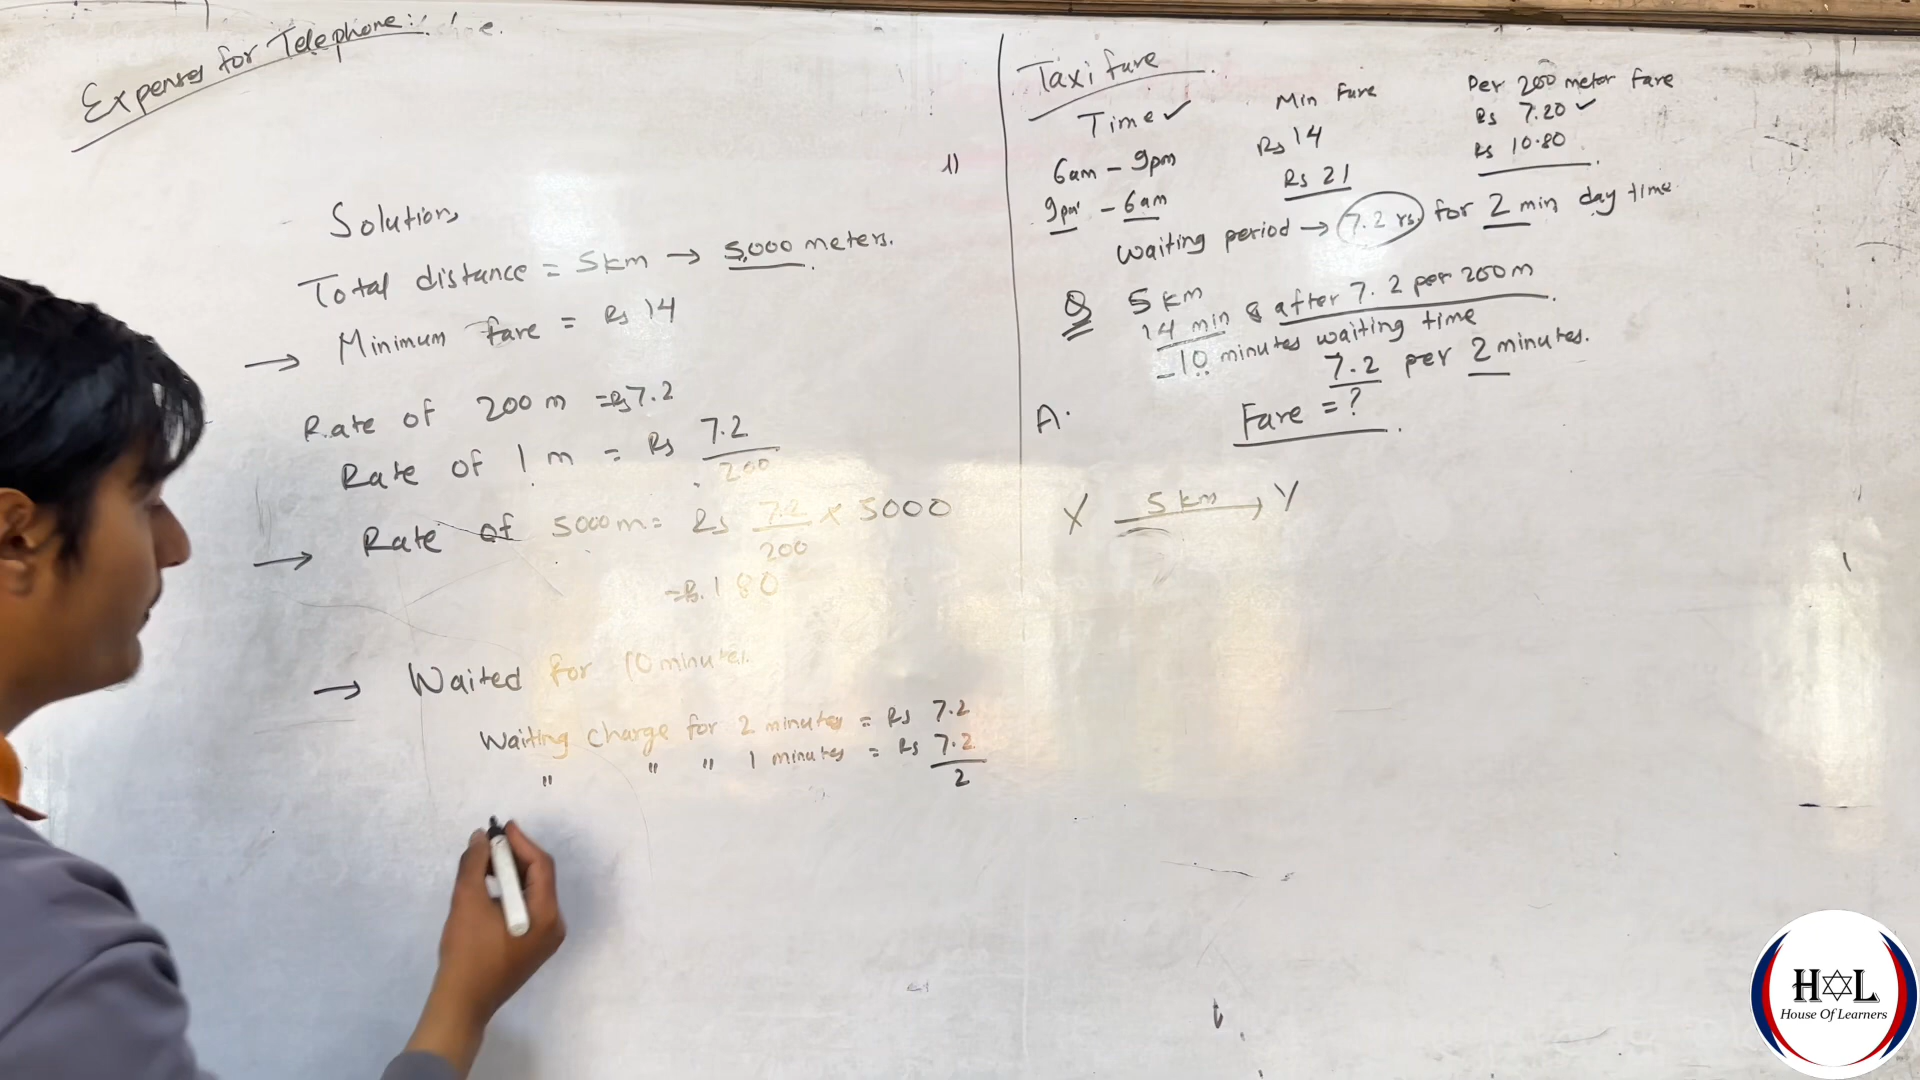 Expenses for Telephone:
Solution,
Total distance = 5km → 5,000 meters.
→ Minimum fare = Rs 14
Rate of 200 m = Rs 7.2
Rate of 1 m = Rs 7.2
200
→ Rate of 5000m = Rs 7.2 × 5000
200
= Rs. 180
→ Waited for 10 minutes.
Waiting charge for 2 minutes = Rs 7.2
" " " 1 minutes = Rs 7.2
2
1)
Taxi fare
Time ✓ Min Fare Per 200 meter fare
6am - 9pm Rs 14 Rs 7.20 ✓
9pm - 6am Rs 21 Rs 10.80
Waiting period → 7.2 rs. for 2 min day time
Q 5 km
14 min & after 7.2 per 200m
- 10 minutes waiting time
7.2 per 2 minutes.
A. Fare = ?
X 5 km → Y
H L
House Of Learners